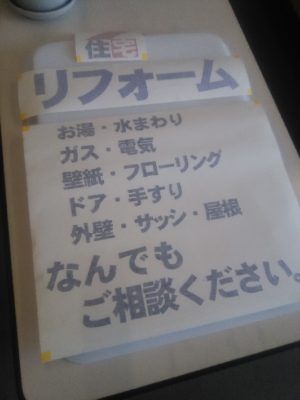 住宅
リフォーム
お湯・水まわり
ガス・電気
壁紙・フローリング
ドア・手すり
外壁・サッシ・屋根
なんでも
ご相談ください。